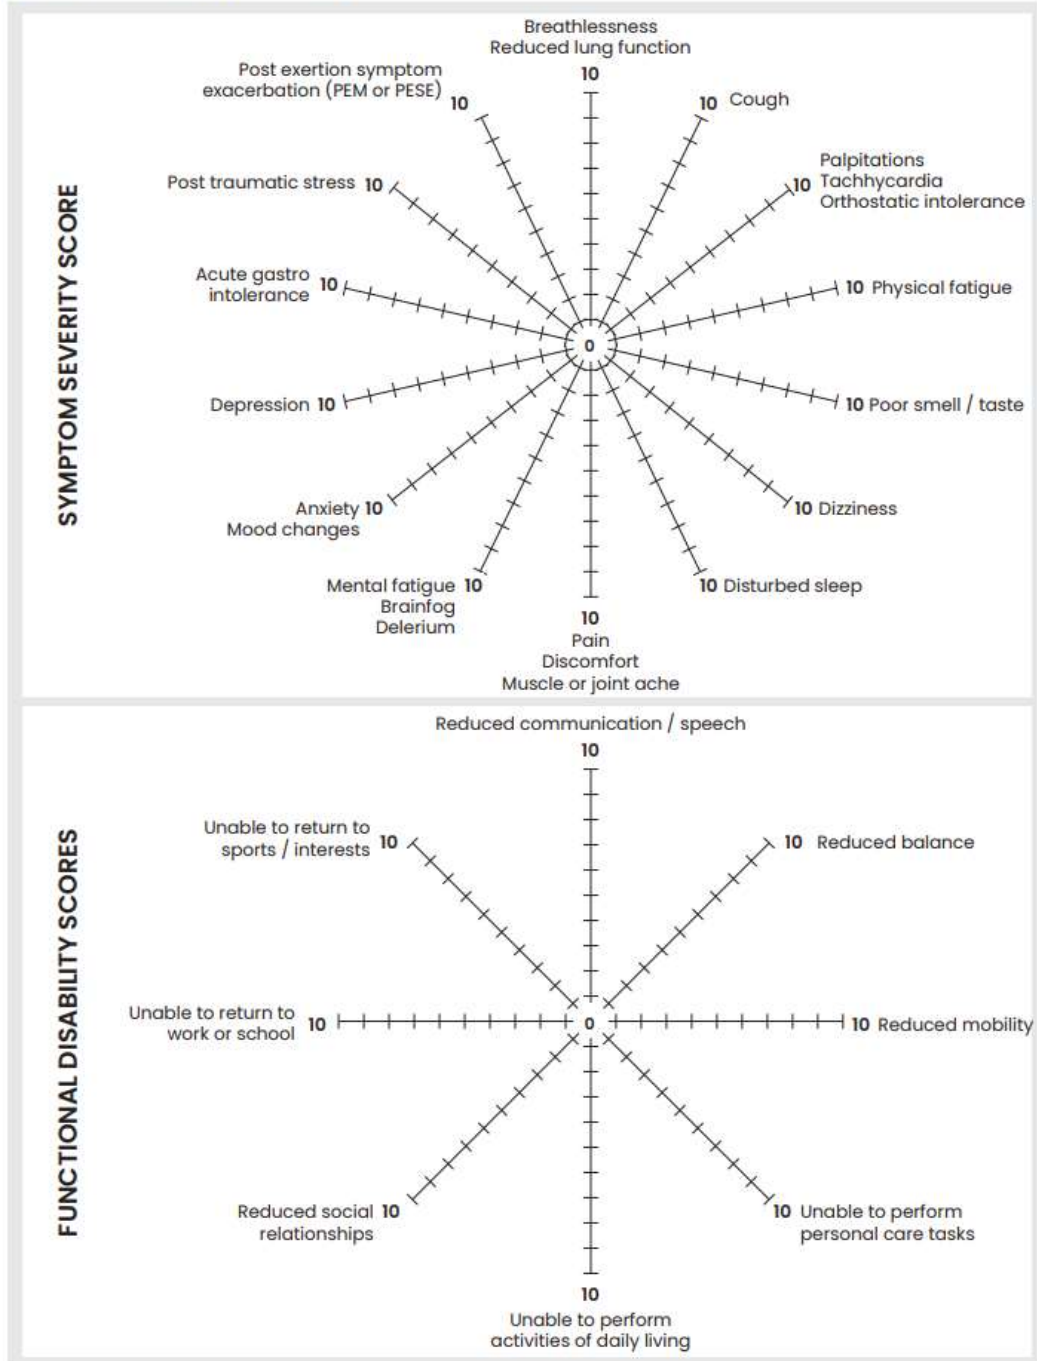 SYMPTOM SEVERITY SCORE
Breathlessness
Reduced lung function
10
10 Cough
Palpitations
10 Tachhycardia
Orthostatic intolerance
10 Physical fatigue
10 Poor smell / taste
10 Dizziness
10 Disturbed sleep
10
Pain
Discomfort
Muscle or joint ache
Mental fatigue 10
Brainfog
Delerium
Anxiety 10
Mood changes
Depression 10
Acute gastro 10
intolerance
Post traumatic stress 10
Post exertion symptom
exacerbation (PEM or PESE) 10
0
FUNCTIONAL DISABILITY SCORES
Reduced communication / speech
10
10 Reduced balance
10 Reduced mobility
10 Unable to perform
personal care tasks
10
Unable to perform
activities of daily living
Reduced social 10
relationships
Unable to return to
work or school 10
Unable to return to
sports / interests 10
0